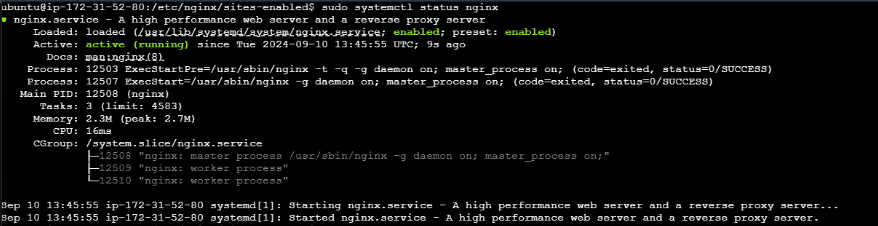 ubuntu@ip-172-31-52-80:/etc/nginx/sites-enabled$ sudo systemctl status nginx
● nginx.service - A high performance web server and a reverse proxy server
Loaded: loaded (/usr/lib/systemd/system/nginx.service; enabled; preset: enabled)
Active: active (running) since Tue 2024-09-10 13:45:55 UTC; 9s ago
Docs: man:nginx(8)
Process: 12503 ExecStartPre=/usr/sbin/nginx -t -q -g daemon on; master_process on; (code=exited, status=0/SUCCESS)
Process: 12507 ExecStart=/usr/sbin/nginx -g daemon on; master_process on; (code=exited, status=0/SUCCESS)
Main PID: 12508 (nginx)
Tasks: 3 (limit: 4583)
Memory: 2.3M (peak: 2.7M)
CPU: 16ms
CGroup: /system.slice/nginx.service
├─12508 "nginx: master process /usr/sbin/nginx -g daemon on; master_process on;"
├─12509 "nginx: worker process"
└─12510 "nginx: worker process"
Sep 10 13:45:55 ip-172-31-52-80 systemd[1]: Starting nginx.service - A high performance web server and a reverse proxy server...
Sep 10 13:45:55 ip-172-31-52-80 systemd[1]: Started nginx.service - A high performance web server and a reverse proxy server.